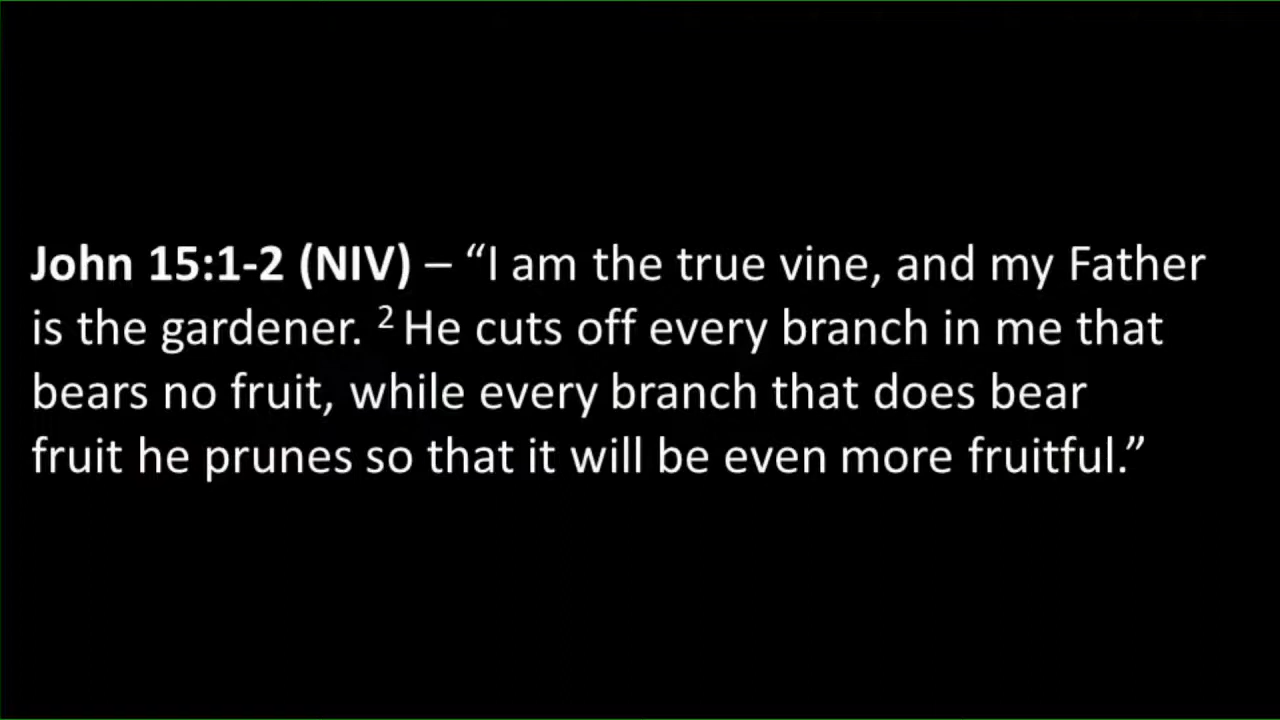 John 15:1-2 (NIV) – “I am the true vine, and my Father
is the gardener. ² He cuts off every branch in me that
bears no fruit, while every branch that does bear
fruit he prunes so that it will be even more fruitful.”